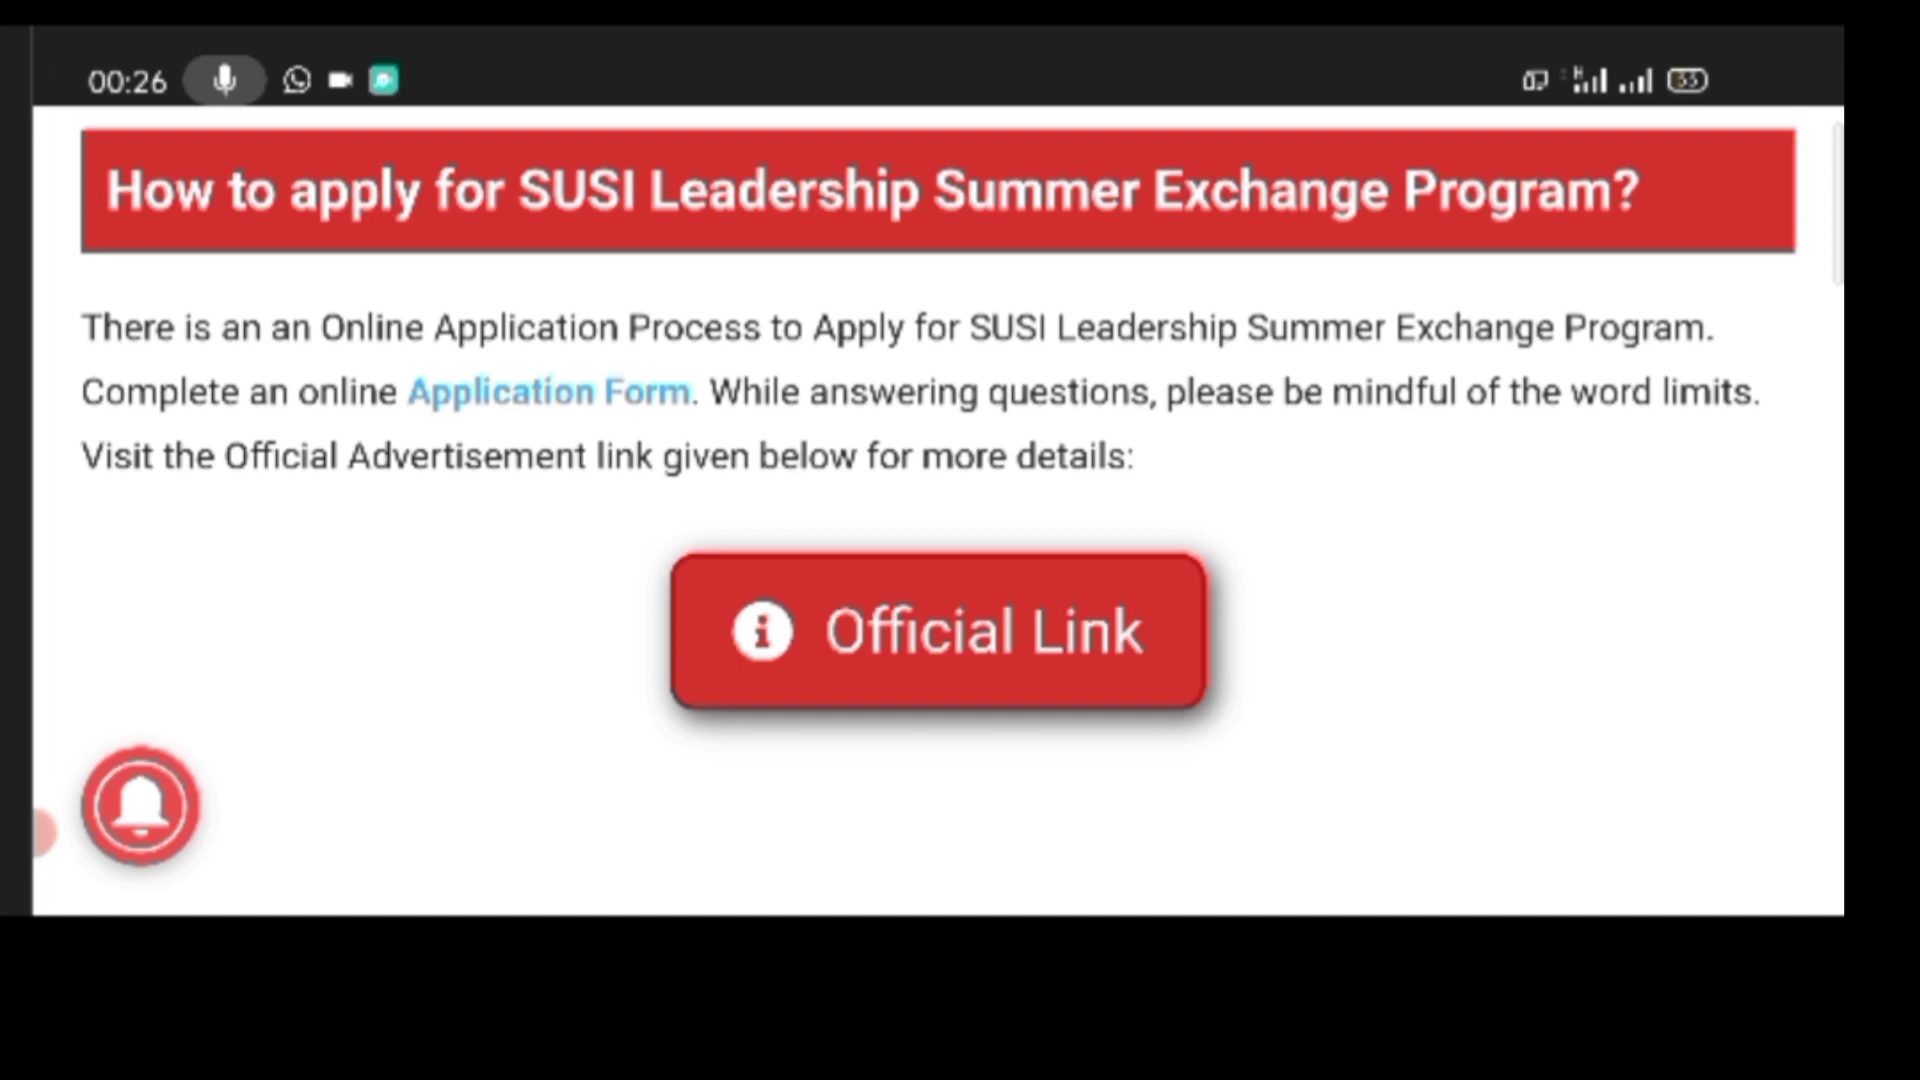 00:26
H
33
How to apply for SUSI Leadership Summer Exchange Program?
There is an an Online Application Process to Apply for SUSI Leadership Summer Exchange Program.
Complete an online Application Form. While answering questions, please be mindful of the word limits.
Visit the Official Advertisement link given below for more details:
Official Link